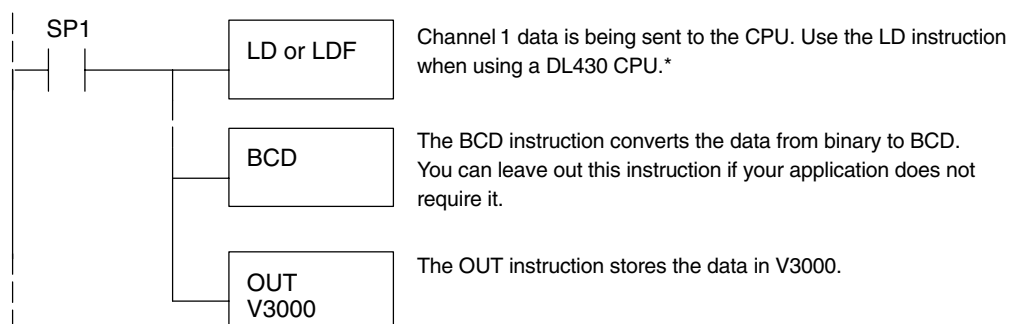 SP1
LD or LDF
Channel 1 data is being sent to the CPU. Use the LD instruction
when using a DL430 CPU.*
BCD
The BCD instruction converts the data from binary to BCD.
You can leave out this instruction if your application does not
require it.
OUT
V3000
The OUT instruction stores the data in V3000.